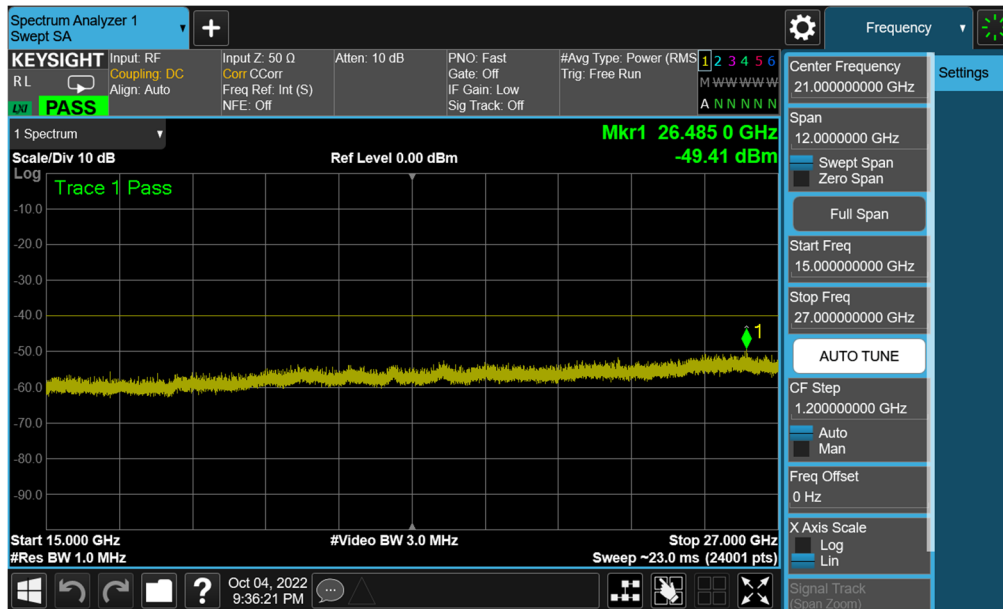 Spectrum Analyzer 1
Swept SA
Frequency
KEYSIGHT
RL
LXI PASS
Input: RF
Coupling: DC
Align: Auto
Input Z: 50 Ω
Corr CCorr
Freq Ref: Int (S)
NFE: Off
Atten: 10 dB
PNO: Fast
Gate: Off
IF Gain: Low
Sig Track: Off
#Avg Type: Power (RMS
Trig: Free Run
1 2 3 4 5 6
M W W W W W
A N N N N N
Center Frequency
21.000000000 GHz
Settings
Span
12.0000000 GHz
Swept Span
Zero Span
Full Span
Start Freq
15.000000000 GHz
Stop Freq
27.000000000 GHz
AUTO TUNE
CF Step
1.200000000 GHz
Auto
Man
Freq Offset
0 Hz
X Axis Scale
Log
Lin
Signal Track
(Span Zoom)
1 Spectrum
Mkr1 26.485 0 GHz
Scale/Div 10 dB
Ref Level 0.00 dBm
-49.41 dBm
Log
Trace 1 Pass
-10.0
-20.0
-30.0
-40.0
1
-50.0
-60.0
-70.0
-80.0
-90.0
Start 15.000 GHz
#Video BW 3.0 MHz
Stop 27.000 GHz
#Res BW 1.0 MHz
Sweep ~23.0 ms (24001 pts)
?
Oct 04, 2022
9:36:21 PM